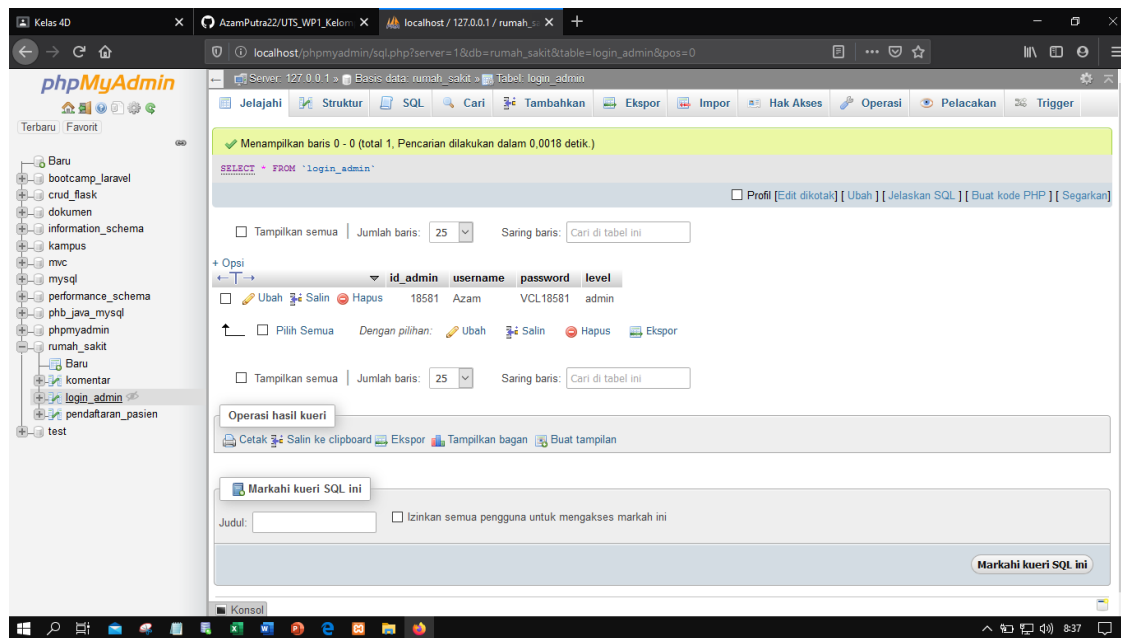 Kelas 4D
AzamPutra22/UTS_WP1_Kelom
localhost / 127.0.0.1 / rumah_s
localhost/phpmyadmin/sql.php?server=1&db=rumah_sakit&table=login_admin&pos=0
phpMyAdmin
Terbaru Favorit
Baru
bootcamp_laravel
crud_flask
dokumen
information_schema
kampus
mvc
mysql
performance_schema
phb_java_mysql
phpmyadmin
rumah_sakit
Baru
komentar
login_admin
pendaftaran_pasien
test
Server: 127.0.0.1 » Basis data: rumah_sakit » Tabel: login_admin
Jelajahi Struktur SQL Cari Tambahkan Ekspor Impor Hak Akses Operasi Pelacakan Trigger
Menampilkan baris 0 - 0 (total 1, Pencarian dilakukan dalam 0,0018 detik.)
SELECT * FROM `login_admin`
Profil [Edit dikotak] [ Ubah ] [ Jelaskan SQL ] [ Buat kode PHP ] [ Segarkan]
Tampilkan semua | Jumlah baris: 25 Saring baris: Cari di tabel ini
+ Opsi
←T→ id_admin username password level
Ubah Salin Hapus 18581 Azam VCL18581 admin
Pilih Semua Dengan pilihan: Ubah Salin Hapus Ekspor
Tampilkan semua | Jumlah baris: 25 Saring baris: Cari di tabel ini
Operasi hasil kueri
Cetak Salin ke clipboard Ekspor Tampilkan bagan Buat tampilan
Markahi kueri SQL ini
Judul: Izinkan semua pengguna untuk mengakses markah ini
Markahi kueri SQL ini
Konsol
8:37